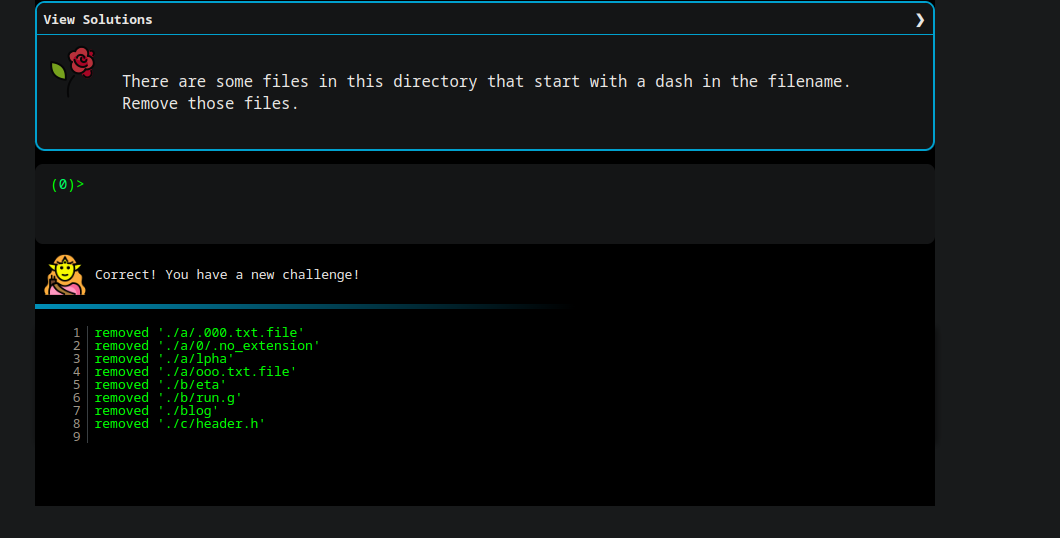 View Solutions ❯
There are some files in this directory that start with a dash in the filename.
Remove those files.
(0)>
Correct! You have a new challenge!
1 removed './a/.000.txt.file'
2 removed './a/0/.no_extension'
3 removed './a/lpha'
4 removed './a/ooo.txt.file'
5 removed './b/eta'
6 removed './b/run.g'
7 removed './blog'
8 removed './c/header.h'
9